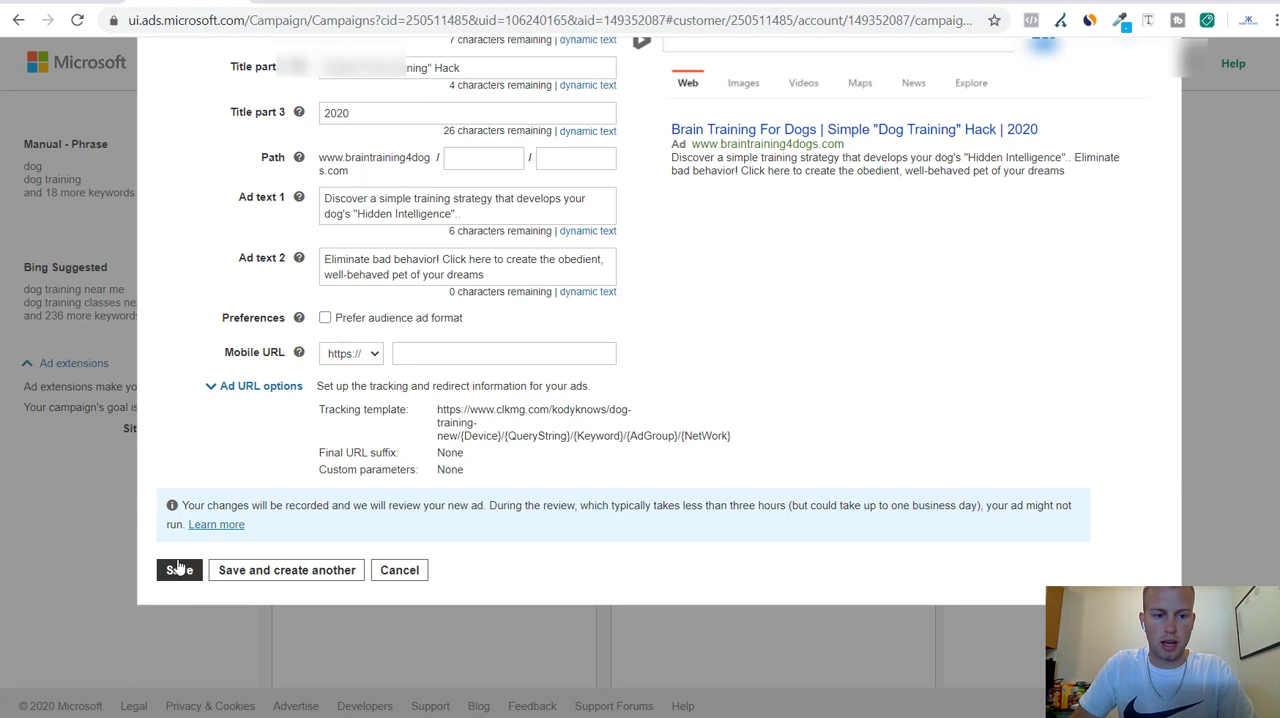 ui.ads.microsoft.com/Campaign/Campaigns?cid=250511485&uid=106240165&aid=149352087#customer/250511485/account/149352087/campaig...
Microsoft
Help
7 characters remaining | dynamic text
Title part
ning" Hack
4 characters remaining | dynamic text
Web Images Videos Maps News Explore
Title part 3
2020
26 characters remaining | dynamic text
Brain Training For Dogs | Simple "Dog Training" Hack | 2020
Ad www.braintraining4dogs.com
Discover a simple training strategy that develops your dog's "Hidden Intelligence".. Eliminate
bad behavior! Click here to create the obedient, well-behaved pet of your dreams
Manual - Phrase
dog
dog training
and 18 more keywords
Path
www.braintraining4dog / /
s.com
Ad text 1
Discover a simple training strategy that develops your
dog's "Hidden Intelligence"..
6 characters remaining | dynamic text
Ad text 2
Eliminate bad behavior! Click here to create the obedient,
well-behaved pet of your dreams
0 characters remaining | dynamic text
Bing Suggested
dog training near me
dog training classes ne
and 236 more keywords
Preferences
Prefer audience ad format
Mobile URL
https://
Ad extensions
Ad extensions make yo
Your campaign's goal is
Sit
Ad URL options Set up the tracking and redirect information for your ads.
Tracking template: https://www.clkmg.com/kodyknows/dog-
training-
new/{Device}/{QueryString}/{Keyword}/{AdGroup}/{NetWork}
Final URL suffix: None
Custom parameters: None
Your changes will be recorded and we will review your new ad. During the review, which typically takes less than three hours (but could take up to one business day), your ad might not
run. Learn more
Save Save and create another Cancel
© 2020 Microsoft Legal Privacy & Cookies Advertise Developers Support Blog Feedback Support Forums Help